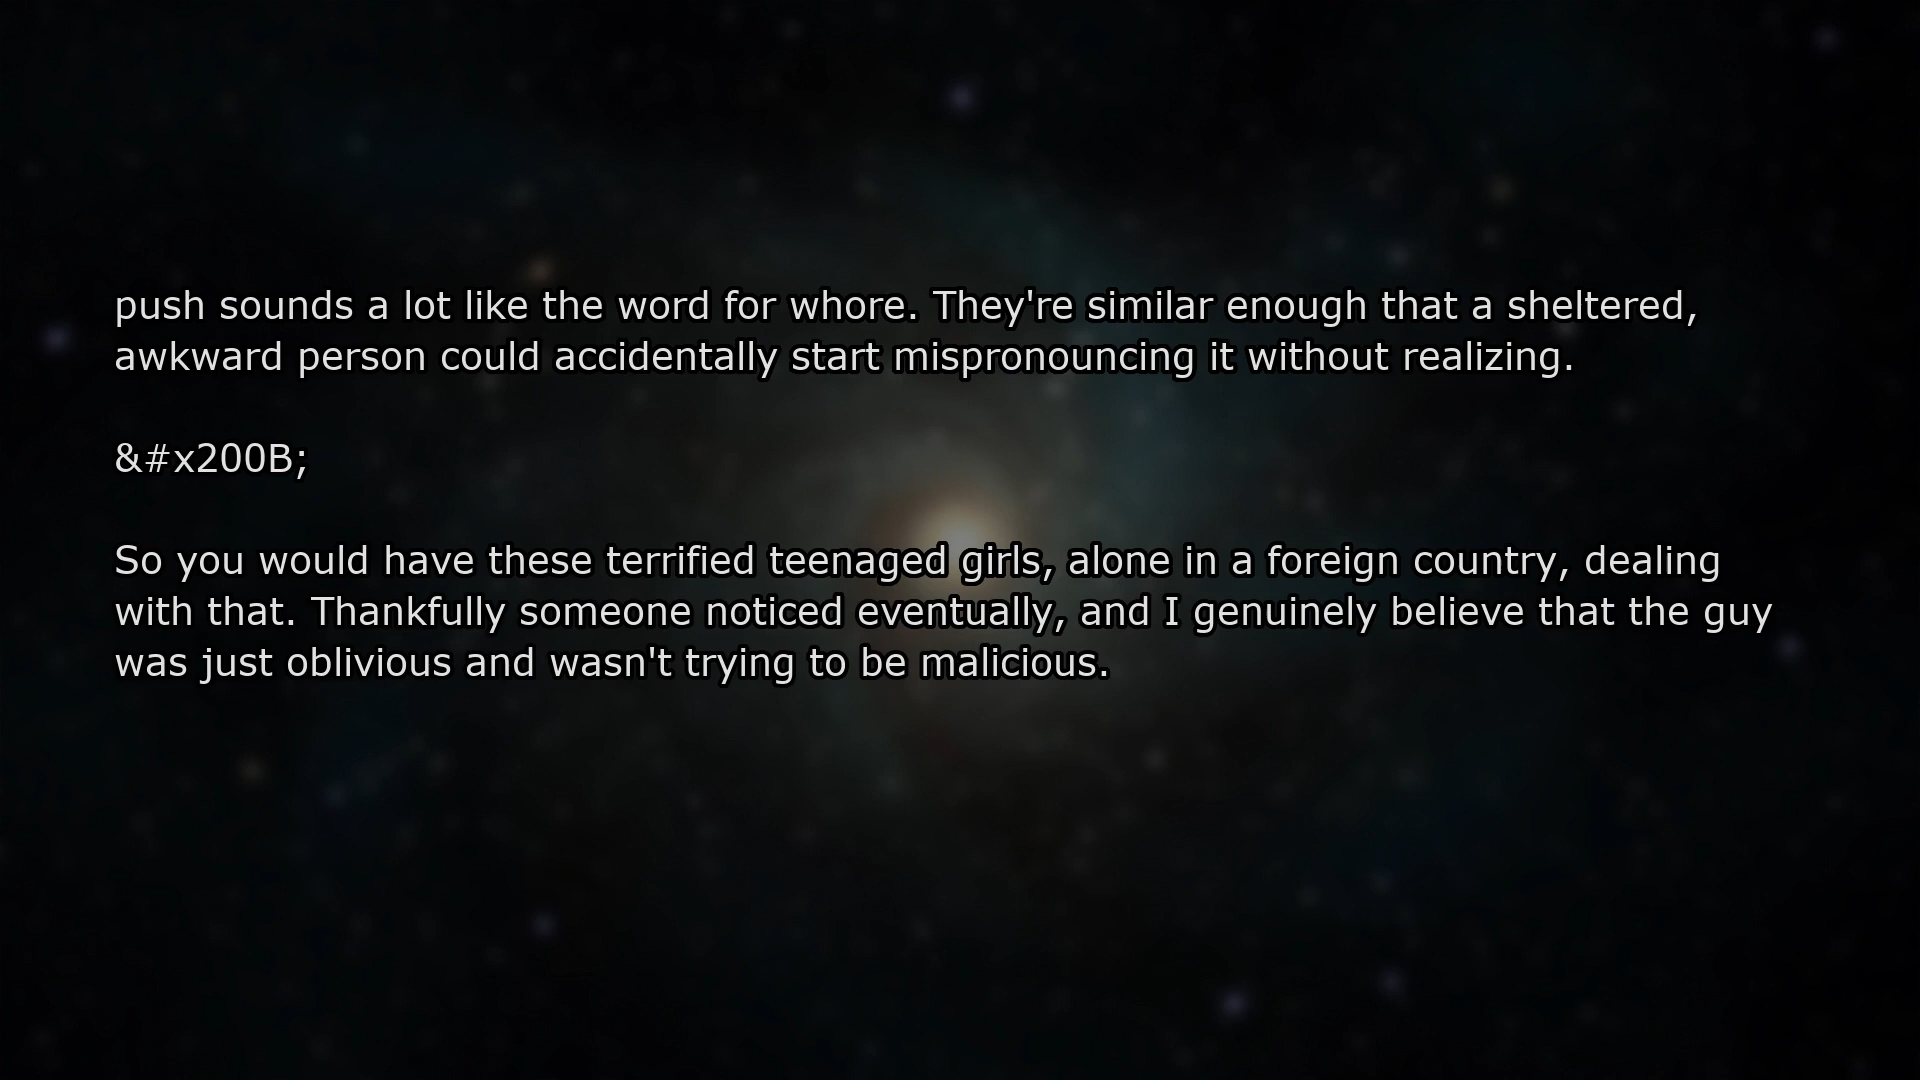 push sounds a lot like the word for whore. They're similar enough that a sheltered,
awkward person could accidentally start mispronouncing it without realizing.
&#x200B;
So you would have these terrified teenaged girls, alone in a foreign country, dealing
with that. Thankfully someone noticed eventually, and I genuinely believe that the guy
was just oblivious and wasn't trying to be malicious.